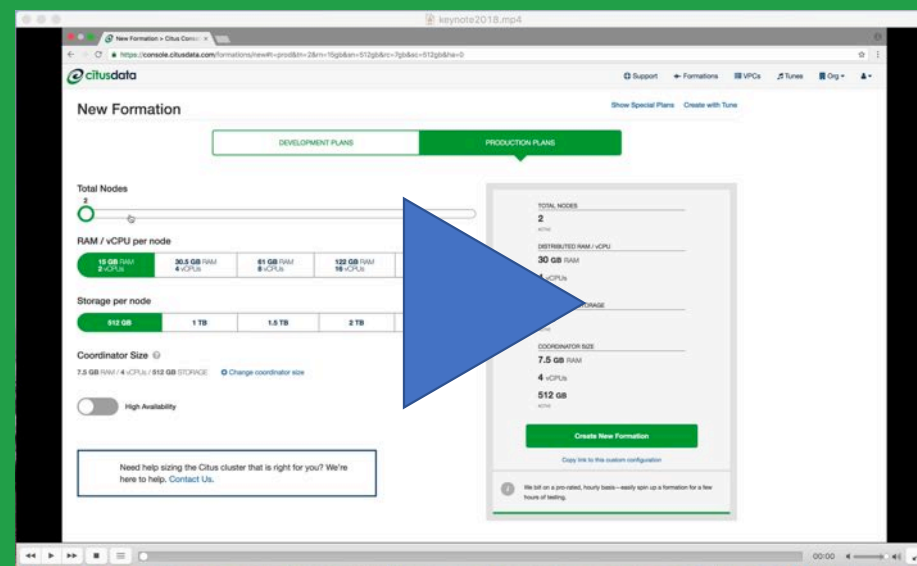 keynote2018.mp4
New Formation • Citus Conso
https://console.citusdata.com/formations/new#t=prod&tn=2&rn=15gb&sn=512gb&rc=7gb&sc=512gb&ha=0
citusdata
Support Formations VPCs Tunes Org
New Formation
Show Special Plans Create with Tune
DEVELOPMENT PLANS PRODUCTION PLANS
Total Nodes
2
RAM / vCPU per node
15 GB RAM 30.5 GB RAM 61 GB RAM 122 GB RAM
2 vCPUs 4 vCPUs 8 vCPUs 16 vCPUs
Storage per node
512 GB 1 TB 1.5 TB 2 TB
Coordinator Size
7.5 GB RAM / 4 vCPUs / 512 GB STORAGE Change coordinator size
High Availability
Need help sizing the Citus cluster that is right for you? We're
here to help. Contact Us.
TOTAL NODES
2
DISTRIBUTED RAM / vCPU
30 GB RAM
vCPUs
COORDINATOR SIZE
7.5 GB RAM
4 vCPUs
512 GB
Create New Formation
Copy link to this custom configuration
We bill on a pro-rated, hourly basis—easily spin up a formation for a few
hours of testing.
00:00